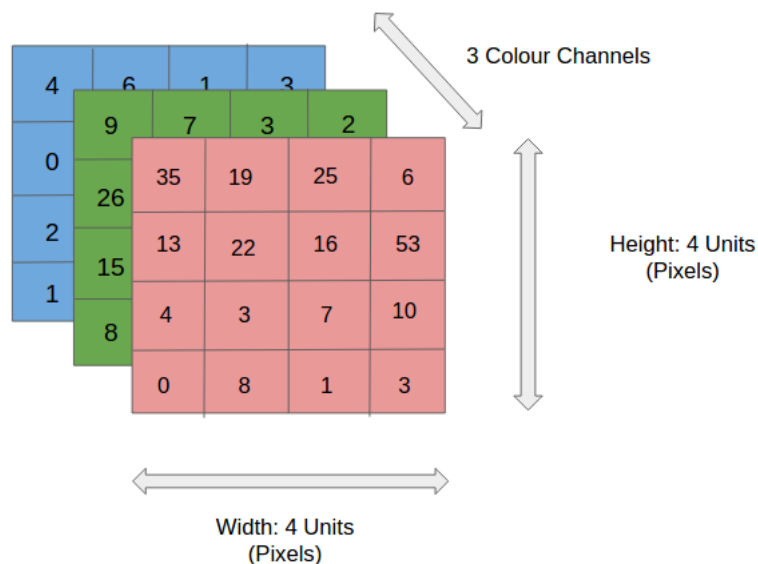 3 Colour Channels
4 6 1 3
9 7 3 2
35 19 25 6
0
26
13 22 16 53
Height: 4 Units
(Pixels)
2
15
4 3 7 10
1
8
0 8 1 3
Width: 4 Units
(Pixels)